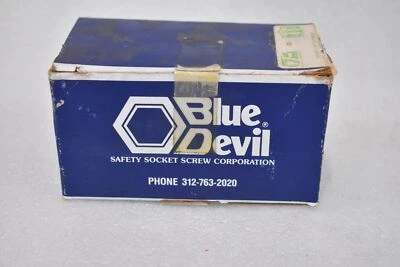 Blue
Devil®
SAFETY SOCKET SCREW CORPORATION
PHONE 312-763-2020